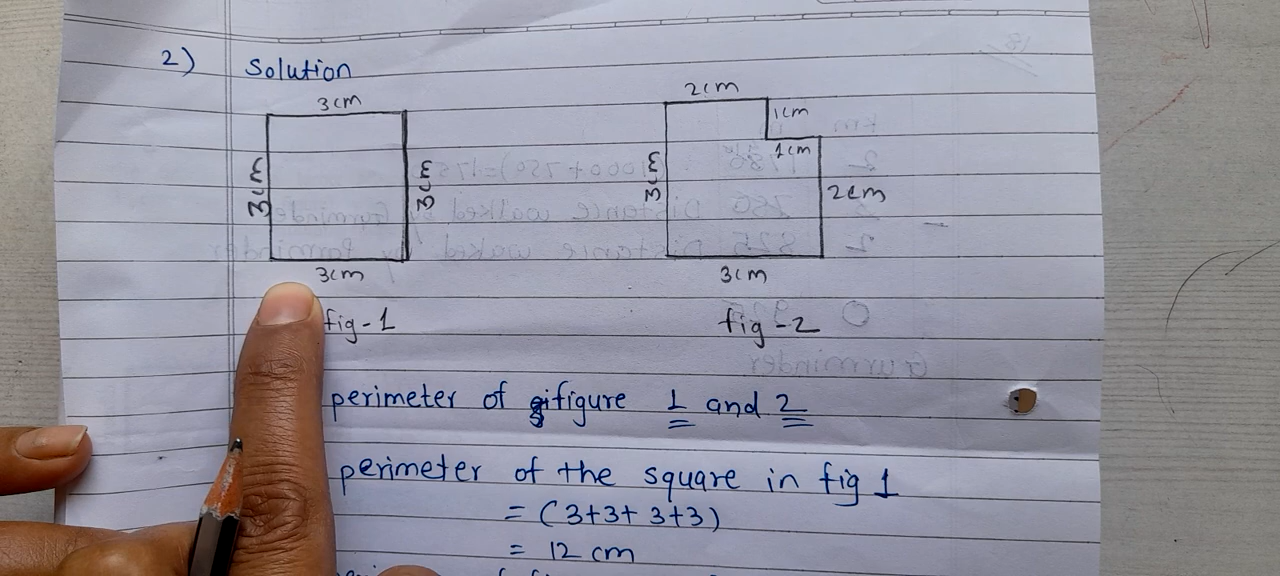 2) Solution
3cm
3cm
3cm
3cm
fig-1
2cm
1cm
1cm
3cm
2cm
3cm
fig-2
perimeter of figure 1 and 2
perimeter of the square in fig 1
= (3+3+3+3)
= 12 cm